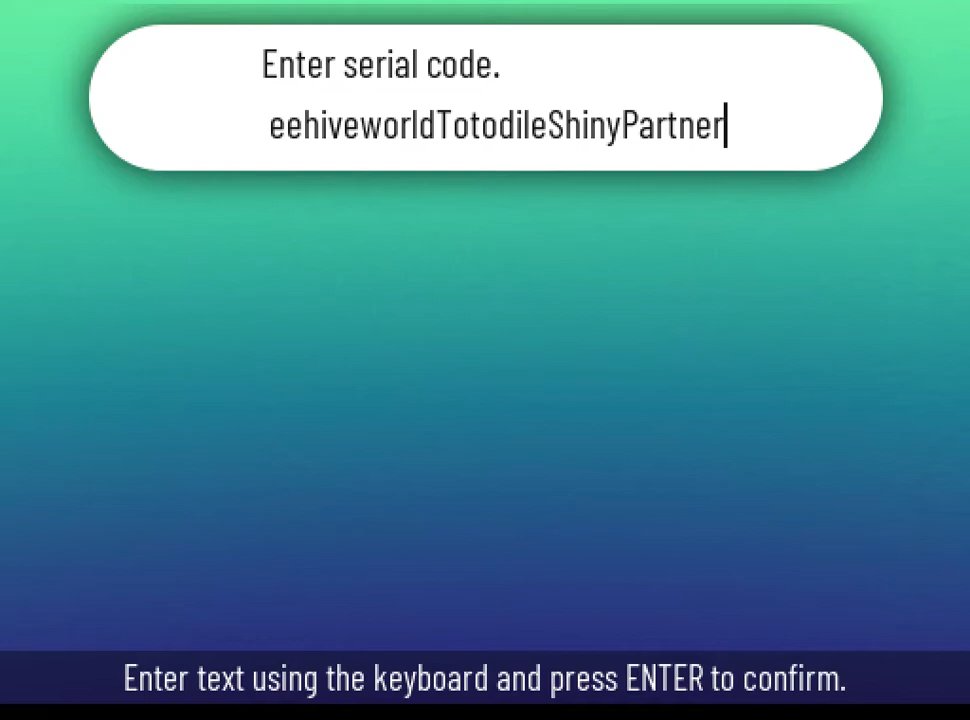 Enter serial code.
eehiveworldTotodileShinyPartner
Enter text using the keyboard and press ENTER to confirm.